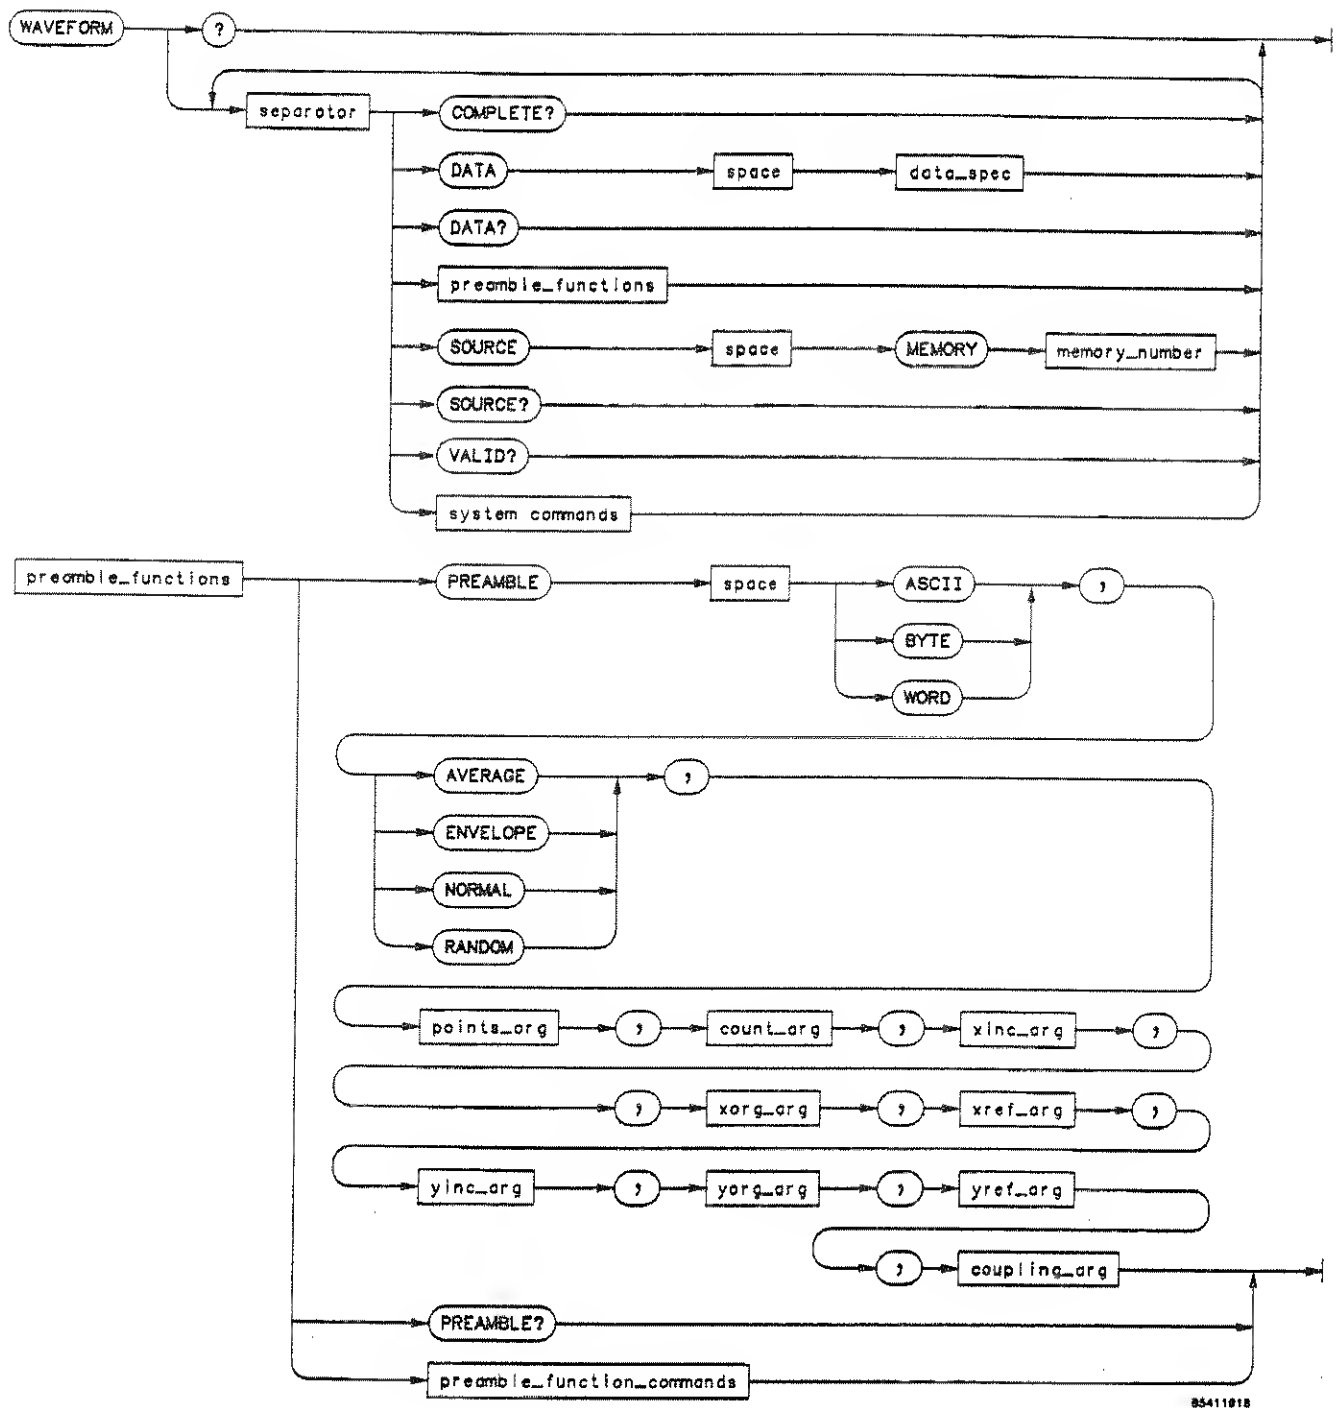 WAVEFORM ?
separator COMPLETE?
DATA space data_spec
DATA?
preamble_functions
SOURCE space MEMORY memory_number
SOURCE?
VALID?
system commands
preamble_functions PREAMBLE space ASCII ,
BYTE
WORD
AVERAGE ,
ENVELOPE
NORMAL
RANDOM
points_arg , count_arg , xinc_arg ,
, xorg_arg , xref_arg ,
yinc_arg , yorg_arg , yref_arg
, coupling_arg
PREAMBLE?
preamble_function_commands
85411918